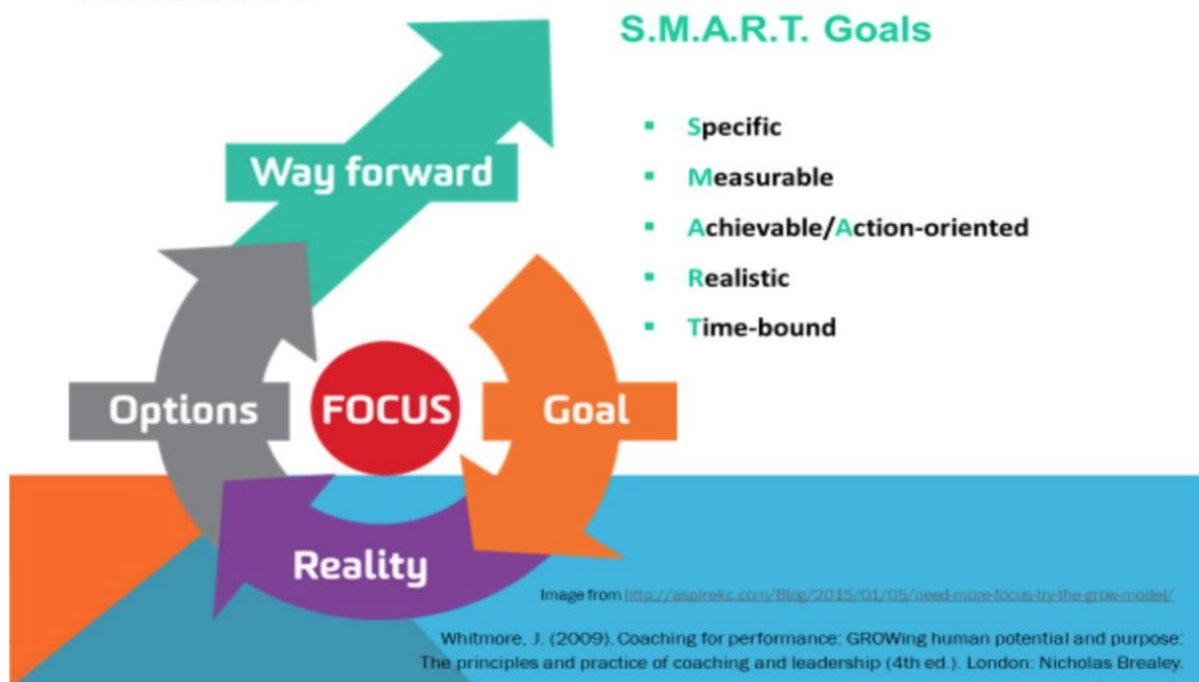 S.M.A.R.T. Goals
▪ Specific
▪ Measurable
▪ Achievable/Action-oriented
▪ Realistic
▪ Time-bound
Way forward
Options
FOCUS
Goal
Reality
Image from http://aspirekc.com/Blog/2015/01/05/need-more-focus-try-the-grow-model/
Whitmore, J. (2009). Coaching for performance: GROWing human potential and purpose:
The principles and practice of coaching and leadership (4th ed.). London: Nicholas Brealey.